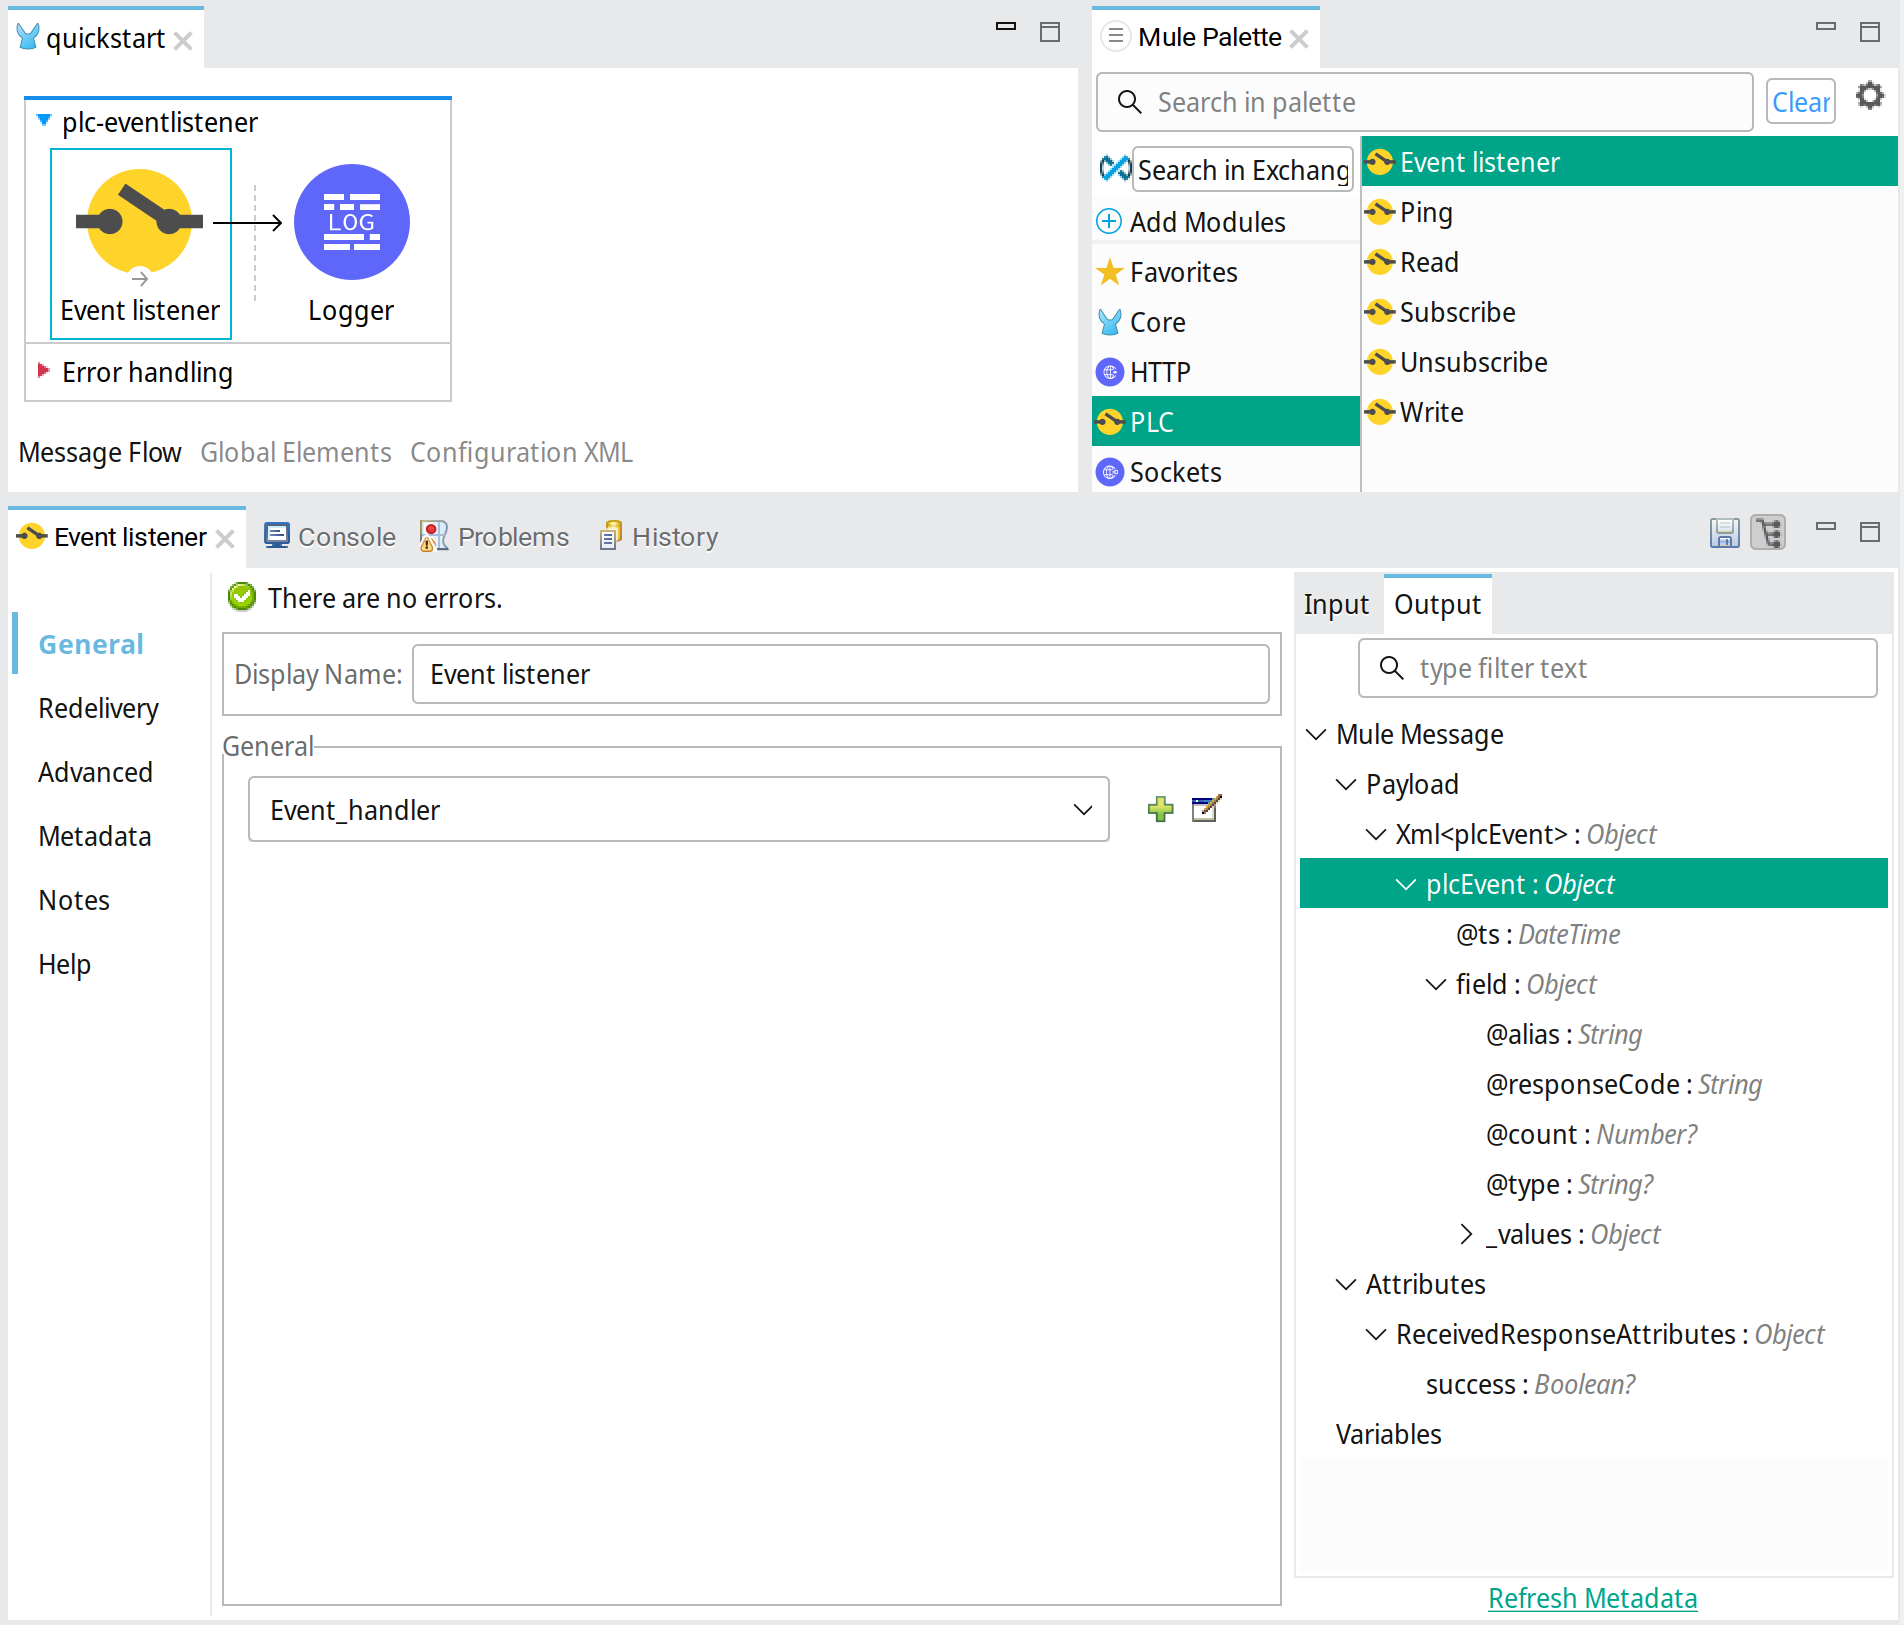 quickstart
plc-eventlistener
LOG
Event listener
Logger
Error handling
Message Flow Global Elements Configuration XML
Mule Palette
Search in palette
Clear
Search in Exchang
Add Modules
Favorites
Core
HTTP
PLC
Sockets
Event listener
Ping
Read
Subscribe
Unsubscribe
Write
Event listener Console Problems History
General
Redelivery
Advanced
Metadata
Notes
Help
There are no errors.
Display Name: Event listener
General
Event_handler
Input Output
type filter text
Mule Message
Payload
Xml<plcEvent> : Object
plcEvent : Object
@ts : DateTime
field : Object
@alias : String
@responseCode : String
@count : Number?
@type : String?
_values : Object
Attributes
ReceivedResponseAttributes : Object
success : Boolean?
Variables
Refresh Metadata